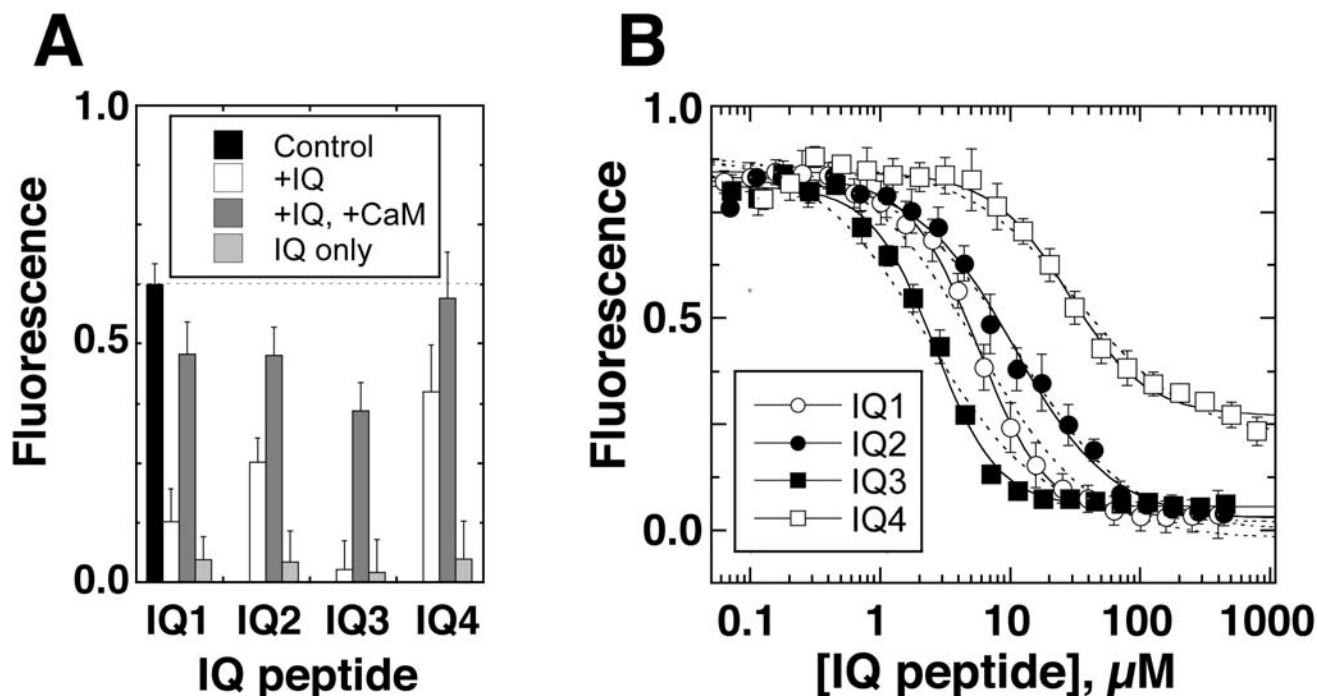 A
1.0
0.5
0.0
Fluorescence
Control
+IQ
+IQ, +CaM
IQ only
IQ1 IQ2 IQ3 IQ4
IQ peptide
B
1.0
0.5
0.0
Fluorescence
IQ1
IQ2
IQ3
IQ4
0.1 1 10 100 1000
[IQ peptide], µM